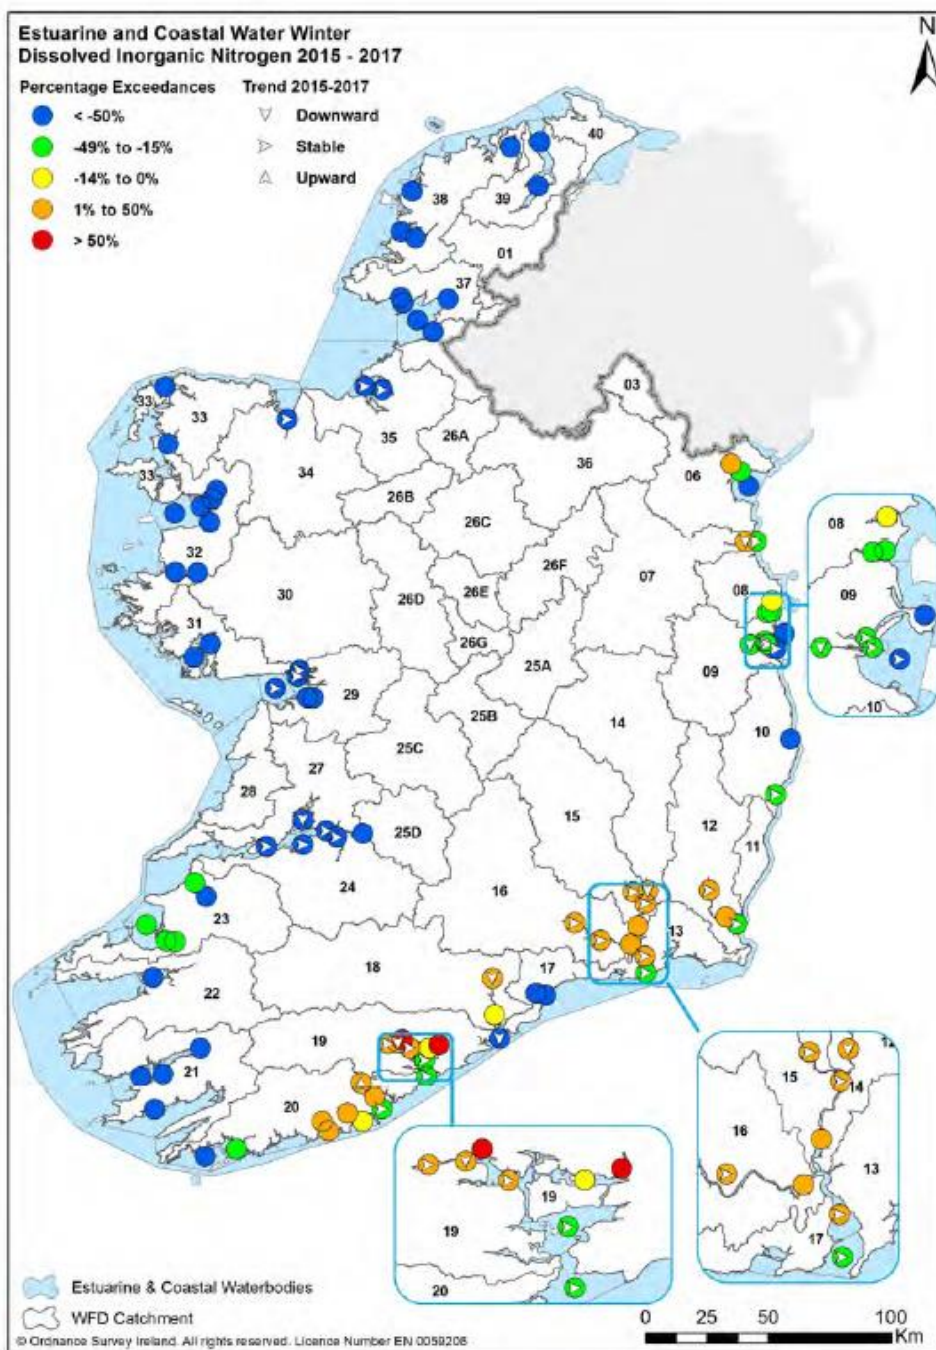 Estuarine and Coastal Water Winter
Dissolved Inorganic Nitrogen 2015 - 2017
N
Percentage Exceedances
Trend 2015-2017
< -50%
Downward
-49% to -15%
Stable
-14% to 0%
Upward
1% to 50%
> 50%
40
38
39
01
37
03
33
33
35
26A
36
06
34
33
26B
26C
08
32
26F
07
30
26D
26E
08
09
31
26G
25A
09
10
29
25B
14
10
25C
27
28
15
12
25D
11
24
16
23
13
18
17
22
19
21
20
15
14
12
16
13
19
19
17
20
Estuarine & Coastal Waterbodies
WFD Catchment
0 25 50 100
Km
© Ordnance Survey Ireland. All rights reserved. Licence Number EN 0059208